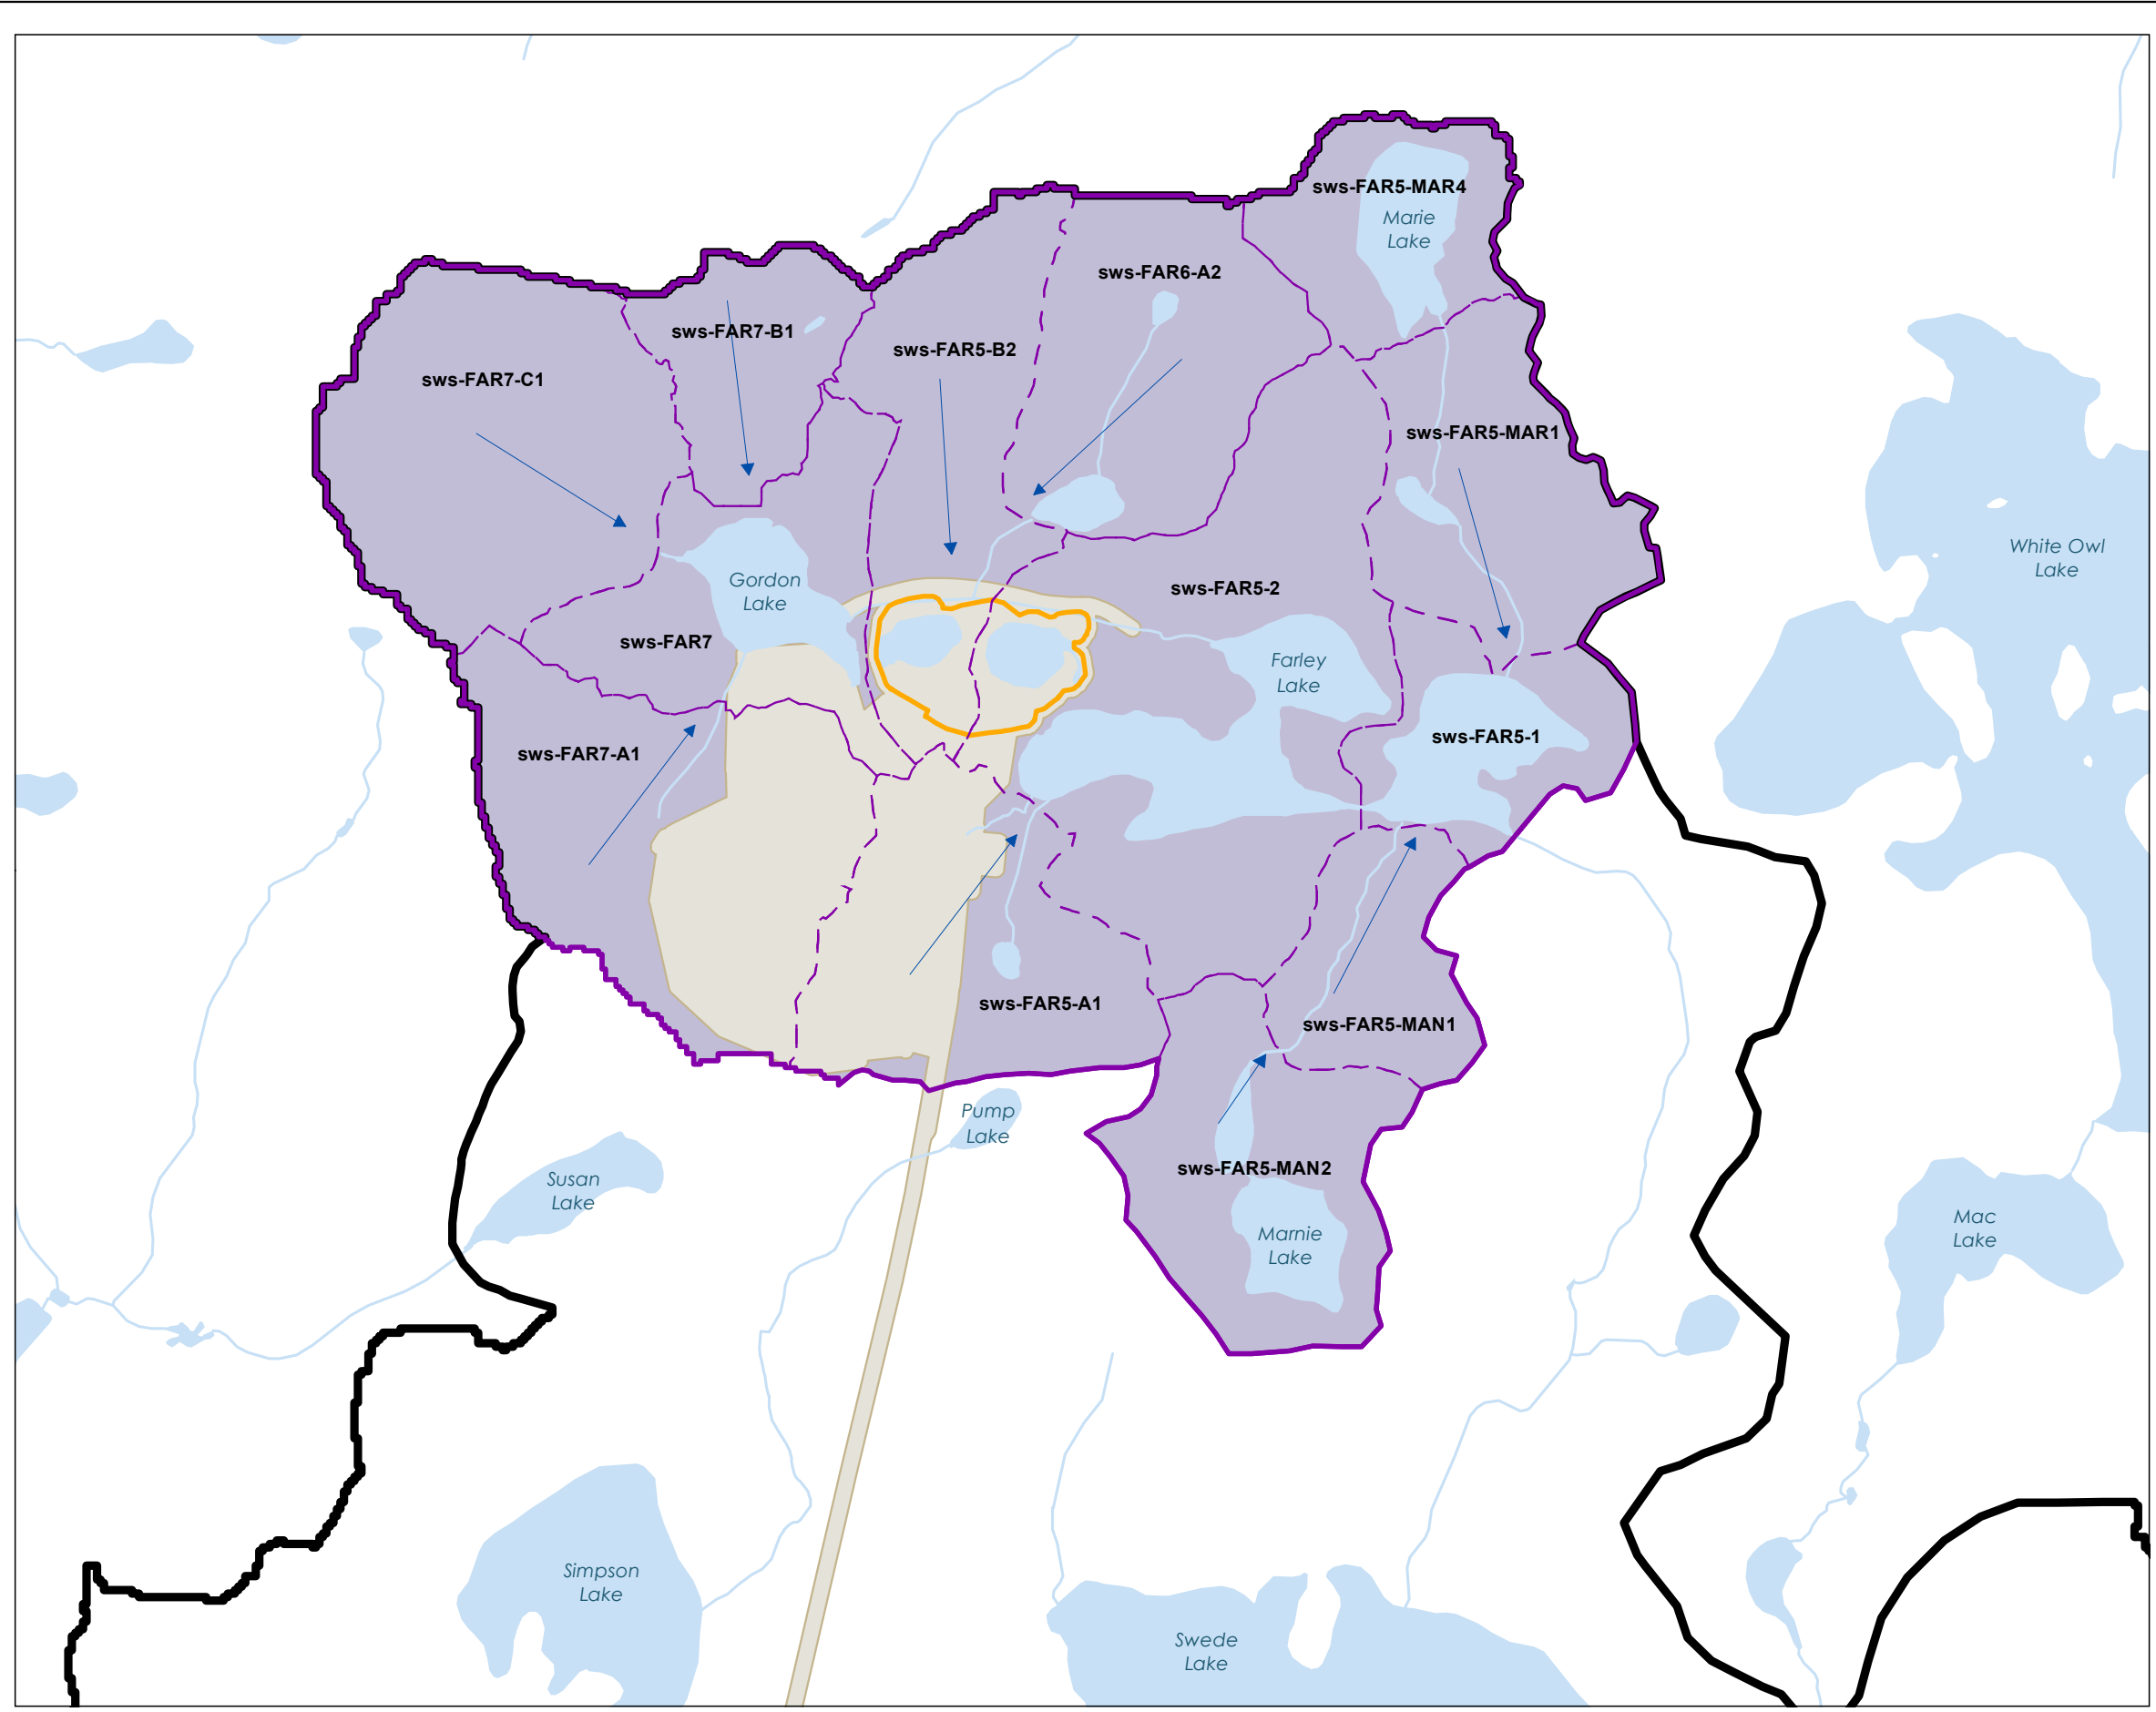 sws-FAR5-MAR4
Marie
Lake
sws-FAR6-A2
sws-FAR7-B1
sws-FAR5-B2
sws-FAR7-C1
sws-FAR5-MAR1
White Owl
Lake
Gordon
Lake
sws-FAR5-2
sws-FAR7
Farley
Lake
sws-FAR5-1
sws-FAR7-A1
sws-FAR5-A1
sws-FAR5-MAN1
Pump
Lake
sws-FAR5-MAN2
Susan
Lake
Marnie
Lake
Mac
Lake
Simpson
Lake
Swede
Lake